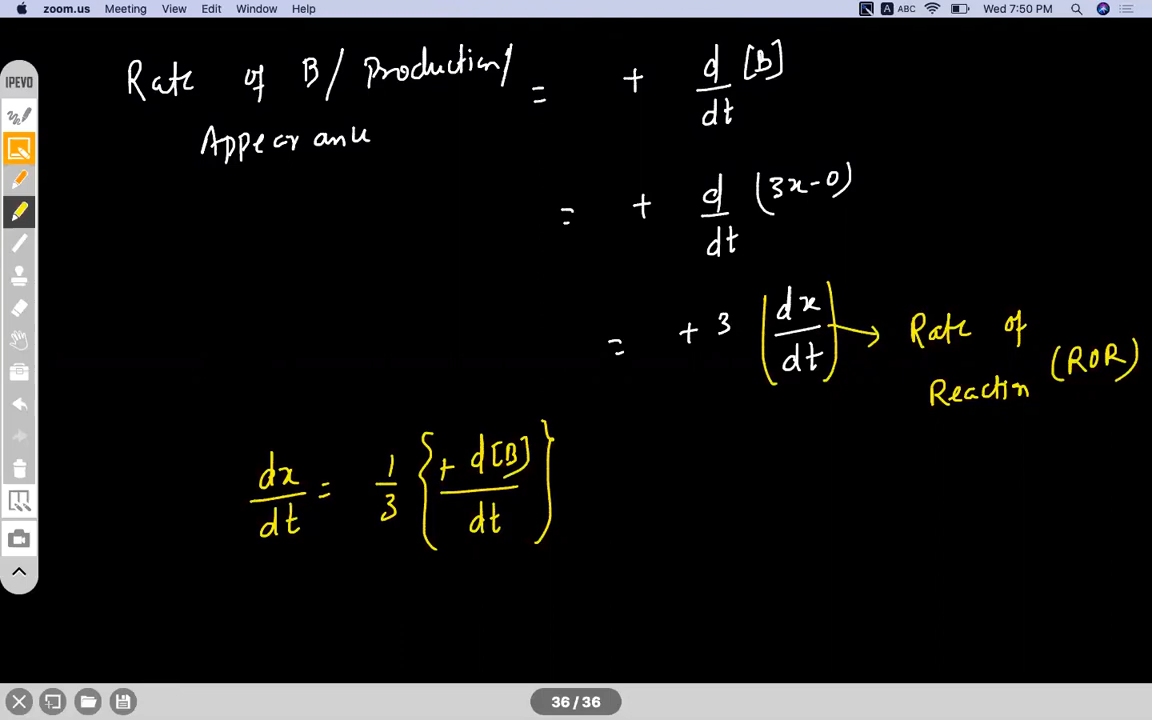 zoom.us Meeting View Edit Window Help
A ABC Wed 7:50 PM
IPEVO
Rate of B/ Production/ = + d/dt [B]
Appearance
= + d/dt (3x-0)
= + 3 (dx/dt) → Rate of
Reaction (ROR)
dx/dt = 1/3 {+ d[B]/dt}
36 / 36